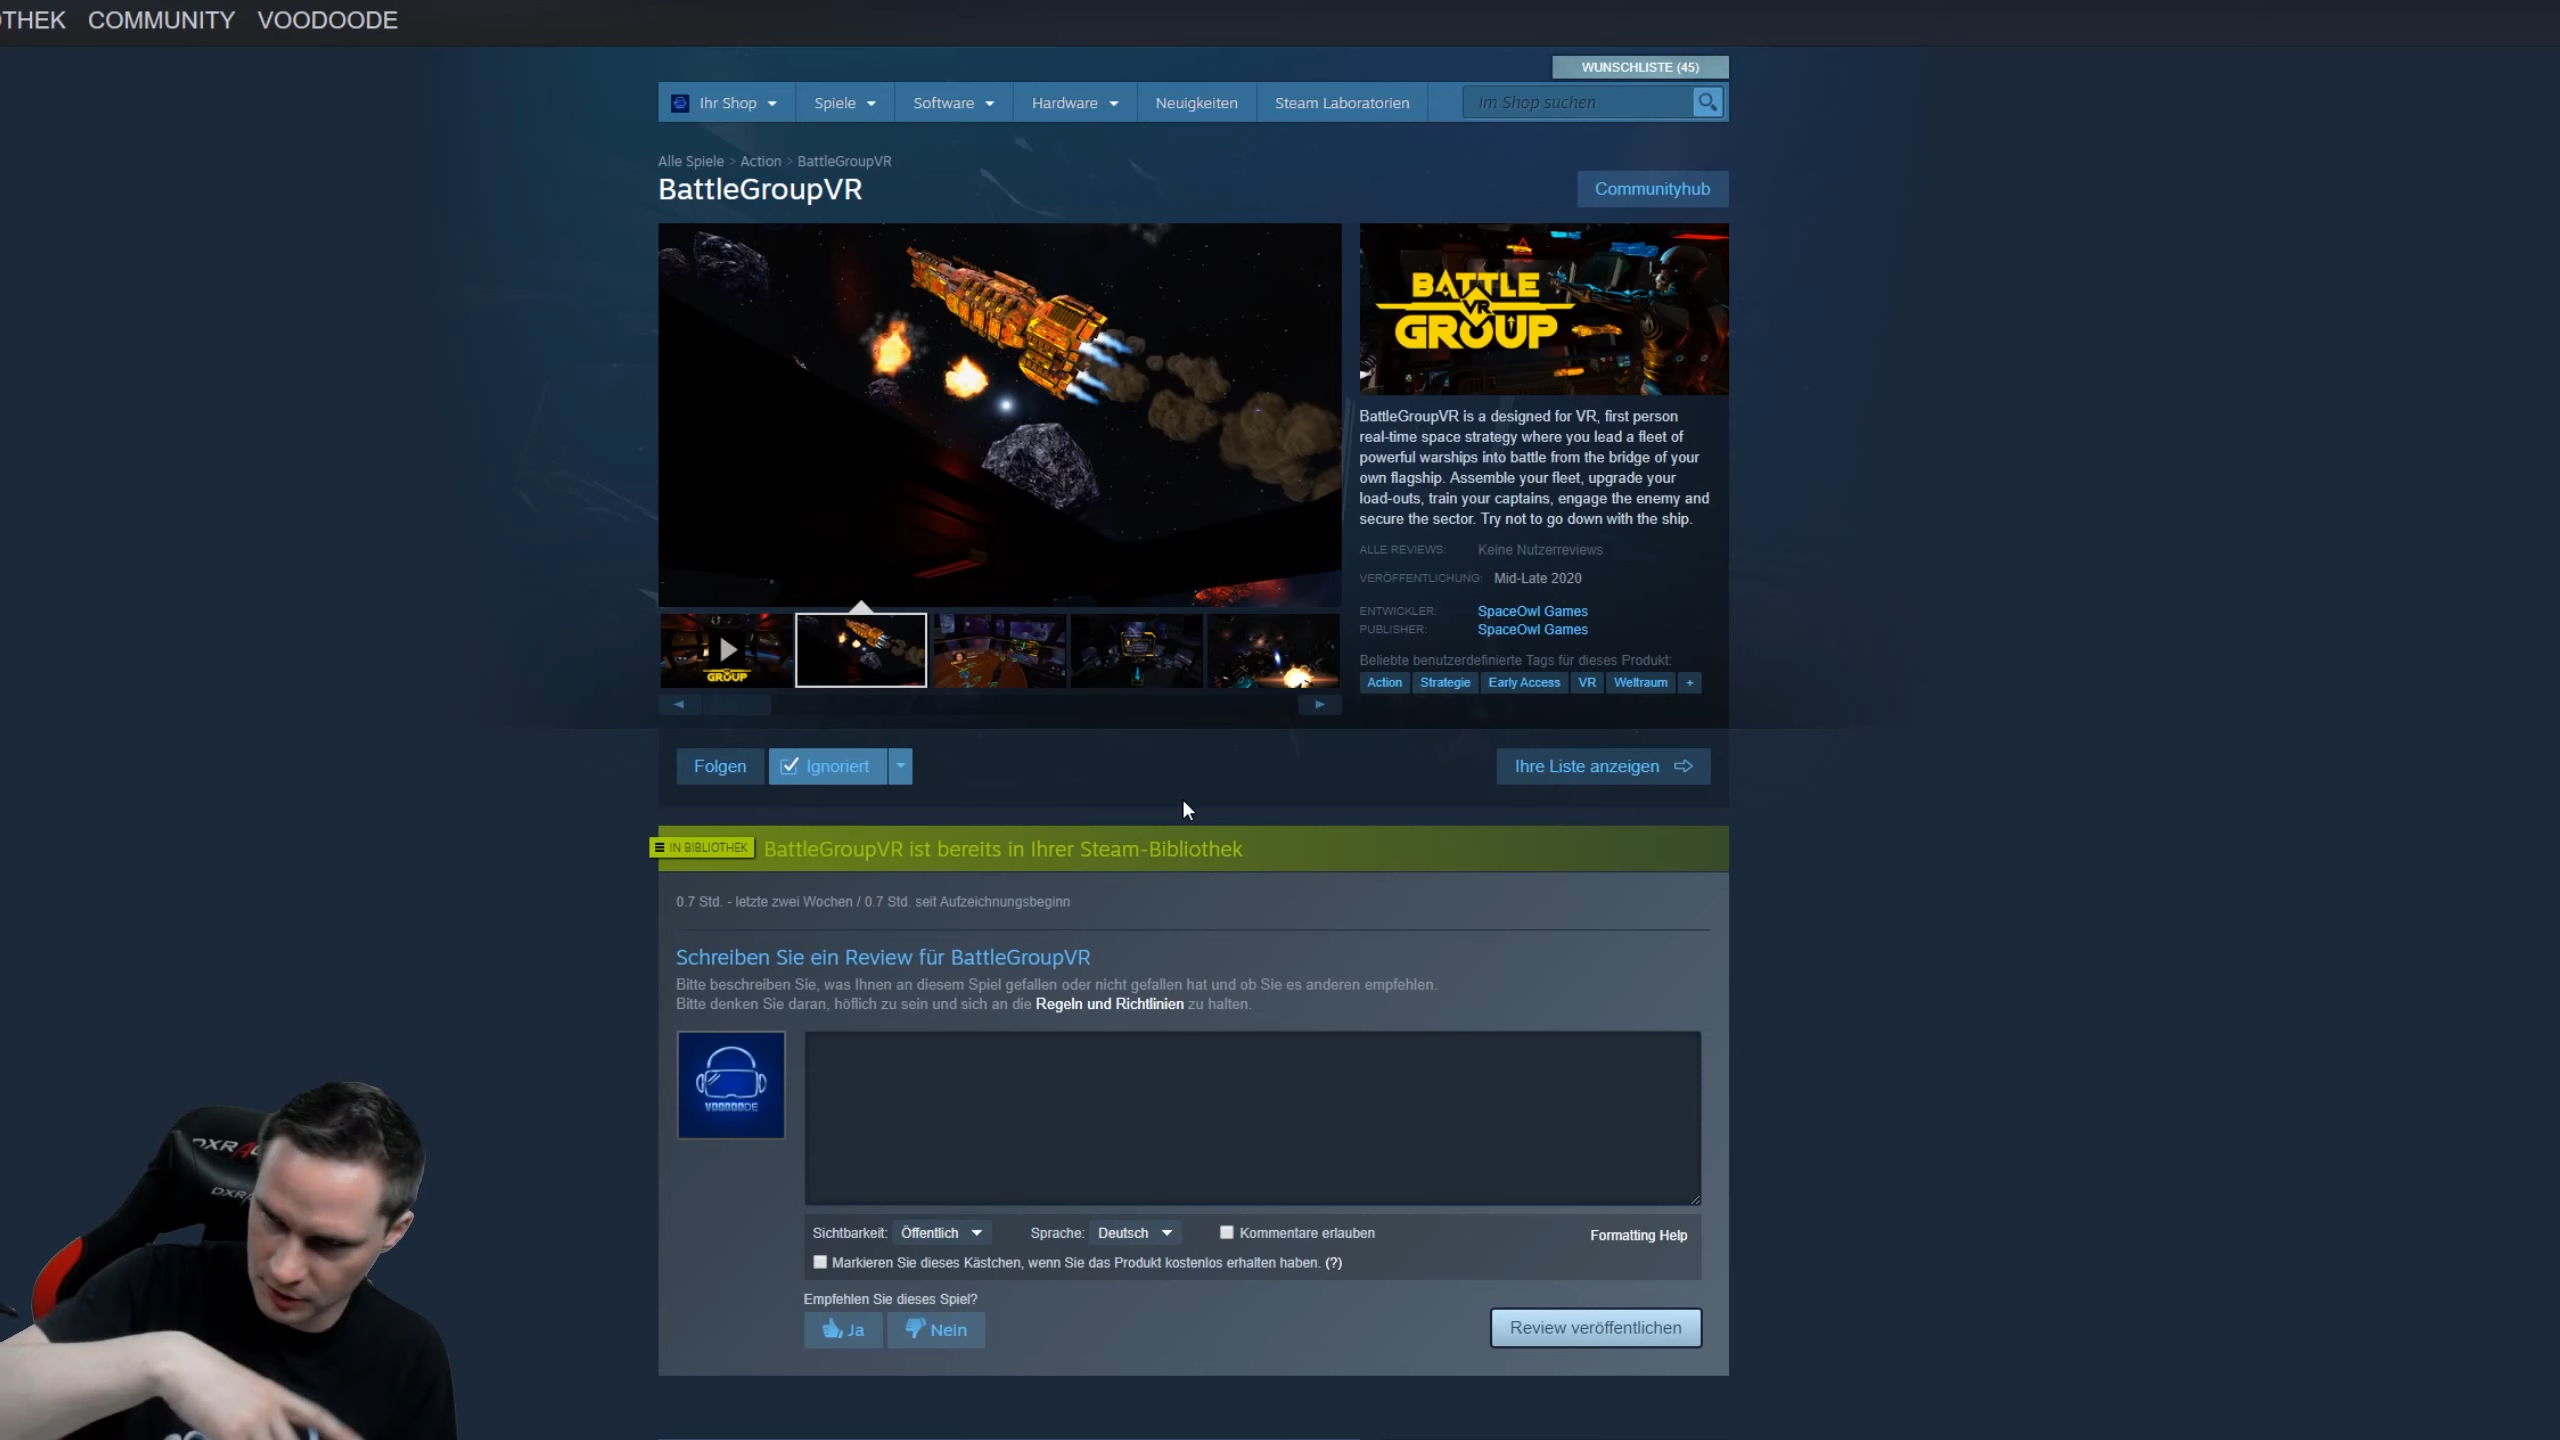 OTHEK COMMUNITY VOODOODE
WUNSCHLISTE (45)
Ihr Shop Spiele Software Hardware Neuigkeiten Steam Laboratorien Im Shop suchen
Alle Spiele > Action > BattleGroupVR
BattleGroupVR
Communityhub
BATTLE
VR
GROUP
BattleGroupVR is a designed for VR, first person
real-time space strategy where you lead a fleet of
powerful warships into battle from the bridge of your
own flagship. Assemble your fleet, upgrade your
load-outs, train your captains, engage the enemy and
secure the sector. Try not to go down with the ship.
ALLE REVIEWS: Keine Nutzerreviews
VERÖFFENTLICHUNG: Mid-Late 2020
ENTWICKLER: SpaceOwl Games
PUBLISHER: SpaceOwl Games
Beliebte benutzerdefinierte Tags für dieses Produkt:
Action Strategie Early Access VR Weltraum +
GROUP
Folgen Ignoriert Ihre Liste anzeigen
IN BIBLIOTHEK BattleGroupVR ist bereits in Ihrer Steam-Bibliothek
0.7 Std. - letzte zwei Wochen / 0.7 Std. seit Aufzeichnungsbeginn
Schreiben Sie ein Review für BattleGroupVR
Bitte beschreiben Sie, was Ihnen an diesem Spiel gefallen oder nicht gefallen hat und ob Sie es anderen empfehlen.
Bitte denken Sie daran, höflich zu sein und sich an die Regeln und Richtlinien zu halten.
VOODOODE
Sichtbarkeit: Öffentlich Sprache: Deutsch Kommentare erlauben Formatting Help
Markieren Sie dieses Kästchen, wenn Sie das Produkt kostenlos erhalten haben. (?)
Empfehlen Sie dieses Spiel?
Ja Nein Review veröffentlichen